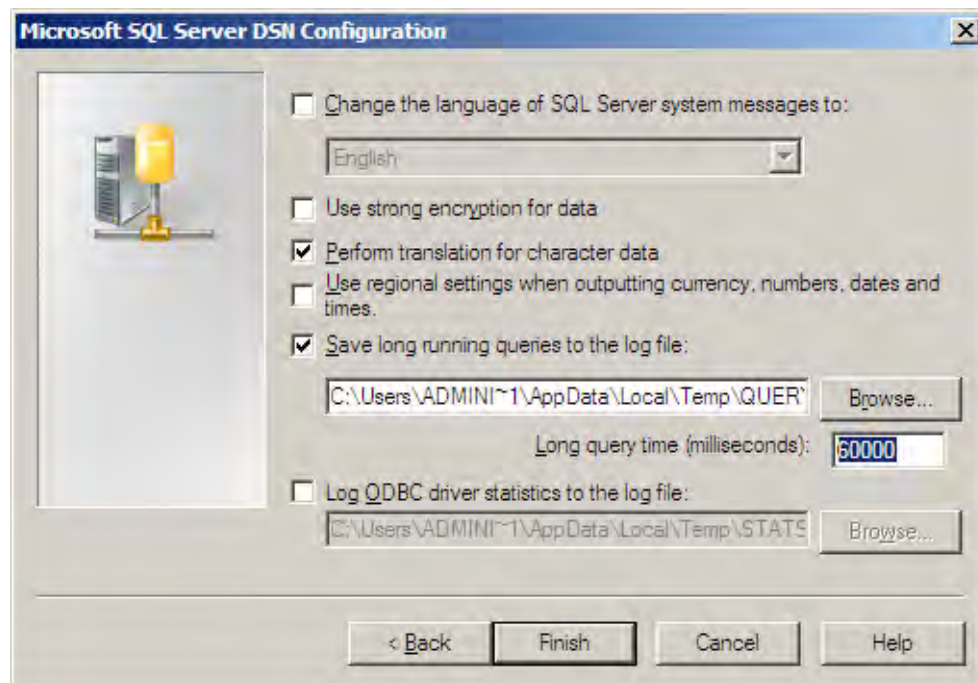 Microsoft SQL Server DSN Configuration
Change the language of SQL Server system messages to:
English
Use strong encryption for data
Perform translation for character data
Use regional settings when outputting currency, numbers, dates and
times.
Save long running queries to the log file:
C:\Users\ADMINI~1\AppData\Local\Temp\QUERY
Browse...
Long query time (milliseconds):
60000
Log ODBC driver statistics to the log file:
C:\Users\ADMINI~1\AppData\Local\Temp\STATS
Browse...
< Back
Finish
Cancel
Help